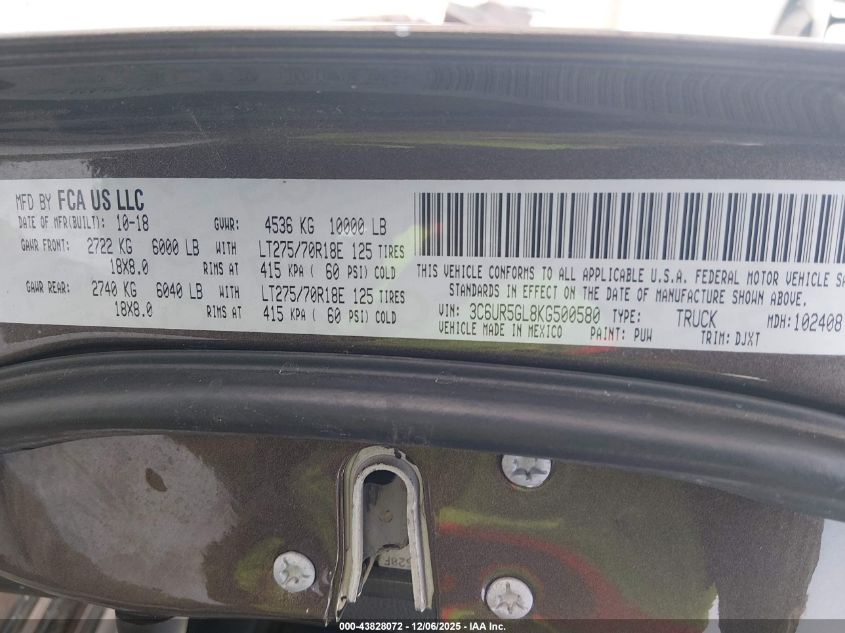 MFD BY FCA US LLC
DATE OF MFR(BUILT): 10-18 GVWR: 4536 KG 10000 LB
GAWR FRONT: 2722 KG 6000 LB WITH LT275/70R18E 125 TIRES
18X8.0 RIMS AT 415 KPA ( 60 PSI) COLD
GAWR REAR: 2740 KG 6040 LB WITH LT275/70R18E 125 TIRES
18X8.0 RIMS AT 415 KPA ( 60 PSI) COLD
THIS VEHICLE CONFORMS TO ALL APPLICABLE U.S.A. FEDERAL MOTOR VEHICLE SA
STANDARDS IN EFFECT ON THE DATE OF MANUFACTURE SHOWN ABOVE.
VIN: 3C6UR5GL8KG500580 TYPE: TRUCK MDH:102408
VEHICLE MADE IN MEXICO PAINT: PUW TRIM: DJXT
000-43828072 - 12/06/2025 - IAA Inc.